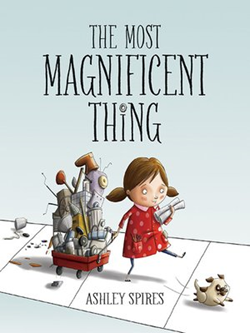 THE MOST
MAGNIFICENT
THING
ASHLEY SPIRES